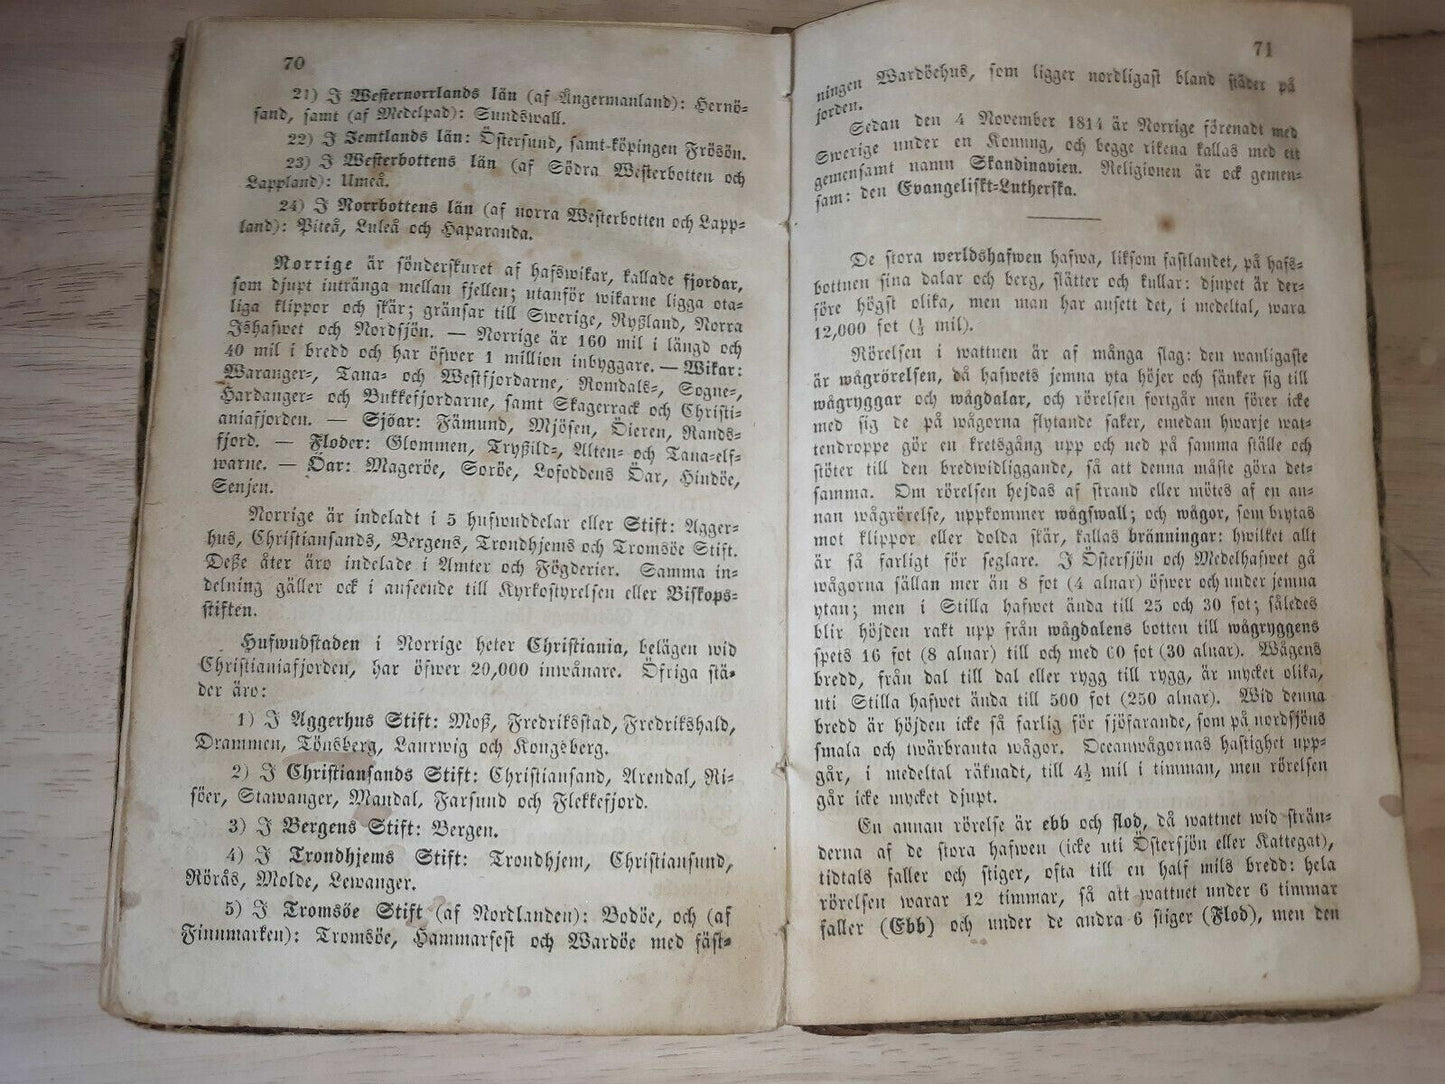 70
21) I Westernorrlands län (af Ångermanland): Hernö=
sand, samt (af Medelpad): Sundswall.
22) I Jemtlands län: Östersund, samt köpingen Frösön.
23) I Westerbottens län (af Södra Westerbotten och
Lappland): Umeå.
24) I Norrbottens län (af norra Westerbotten och Lapp=
land): Piteå, Luleå och Haparanda.
Norrige är sönderskuret af hafswikar, kallade fjordar,
som djupt intränga mellan fjellen; utanför wikarne ligga ota=
liga klippor och skär; gränsar till Swerige, Ryßland, Norra
Ishafwet och Nordsjön. — Norrige är 160 mil i längd och
40 mil i bredd och har öfwer 1 million inbyggare. — Wikar:
Waranger=, Tana= och Westfjordarne, Romdals=, Sogne=,
Hardanger= och Bukkefjordarne, samt Skagerrack och Christi=
aniafjorden. — Sjöar: Fämund, Mjösen, Öieren, Rands=
fjord. — Floder: Glommen, Tryßild=, Alten= och Tana=elf=
warne. — Öar: Mageröe, Soröe, Lofoddens Öar, Hindöe,
Senjen.
Norrige är indeladt i 5 hufwuddelar eller Stift: Agger=
hus, Christiansands, Bergens, Trondhjems och Tromsöe Stift.
Deße åter äro indelade i Amter och Fögderier. Samma in=
delning gäller ock i anseende till Kyrkostyrelsen eller Biskops=
stiften.
Hufwudstaden i Norrige heter Christiania, belägen wid
Christianiafjorden, har öfwer 20,000 inwånare. Öfriga stä=
der äro:
1) I Aggerhus Stift: Moß, Fredriksstad, Fredrikshald,
Drammen, Tönsberg, Laurwig och Kongsberg.
2) I Christiansands Stift: Christiansand, Arendal, Ri=
söer, Stawanger, Mandal, Farsund och Flekkefjord.
3) I Bergens Stift: Bergen.
4) I Trondhjems Stift: Trondhjem, Christiansund,
Rörås, Molde, Lewanger.
5) I Tromsöe Stift (af Nordlanden): Bodöe, och (af
Finnmarken): Tromsöe, Hammarfest och Wardöe med fäst=
71
ningen Wardöehus, som ligger nordligast bland städer på
jorden.
Sedan den 4 November 1814 är Norrige förenadt med
Swerige under en Konung, och begge rikena kallas med ett
gemensamt namn Skandinavien. Religionen är ock gemen=
sam: den Evangeliskt=Lutherska.
De stora werldshafwen hafwa, liksom fastlandet, på hafs=
bottnen sina dalar och berg, slätter och kullar: djupet är der=
före högst olika, men man har ansett det, i medeltal, wara
12,000 fot (⅓ mil).
Rörelsen i wattnen är af många slag: den wanligaste
är wågrörelsen, då hafwets jemna yta höjer och sänker sig till
wågryggar och wågdalar, och rörelsen fortgår men förer icke
med sig de på wågorna flytande saker, emedan hwarje wat=
tendroppe gör en kretsgång upp och ned på samma ställe och
stöter till den bredwidliggande, så att denna måste göra det=
samma. Om rörelsen hejdas af strand eller mötes af en an=
nan wågrörelse, uppkommer wågswall; och wågor, som brytas
mot klippor eller dolda skär, kallas bränningar: hwilket allt
är så farligt för seglare. I Östersjön och Medelhafwet gå
wågorna sällan mer än 8 fot (4 alnar) öfwer och under jemna
ytan; men i Stilla hafwet ända till 25 och 30 fot; således
blir höjden rakt upp från wågdalens botten till wågryggens
spets 16 fot (8 alnar) till och med 60 fot (30 alnar). Wågens
bredd, från dal till dal eller rygg till rygg, är mycket olika,
uti Stilla hafwet ända till 500 fot (250 alnar). Wid denna
bredd är höjden icke så farlig för sjöfarande, som på nordsjöns
smala och twärbranta wågor. Oceanwågornas hastighet upp=
går, i medeltal räknadt, till 4½ mil i timman, men rörelsen
går icke mycket djupt.
En annan rörelse är ebb och flod, då wattnet wid strän=
derna af de stora hafwen (icke uti Östersjön eller Kattegat),
tidtals faller och stiger, ofta till en half mils bredd: hela
rörelsen warar 12 timmar, så att wattnet under 6 timmar
faller (Ebb) och under de andra 6 stiger (Flod), men den